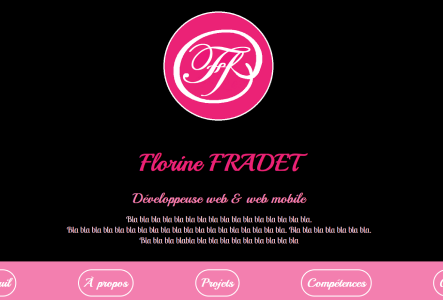 FF
Florine FRADET
Développeuse web & web mobile
Bla bla bla bla bla bla bla bla bla bla bla bla bla bla bla bla.
Bla bla bla bla bla bla bla bla bla bla bla bla bla bla bla bla bla bla bla. Bla bla bla bla bla bla bla.
Bla bla bla blabla bla bla bla bla bla bla bla bla bla
uil À propos Projets Compétences